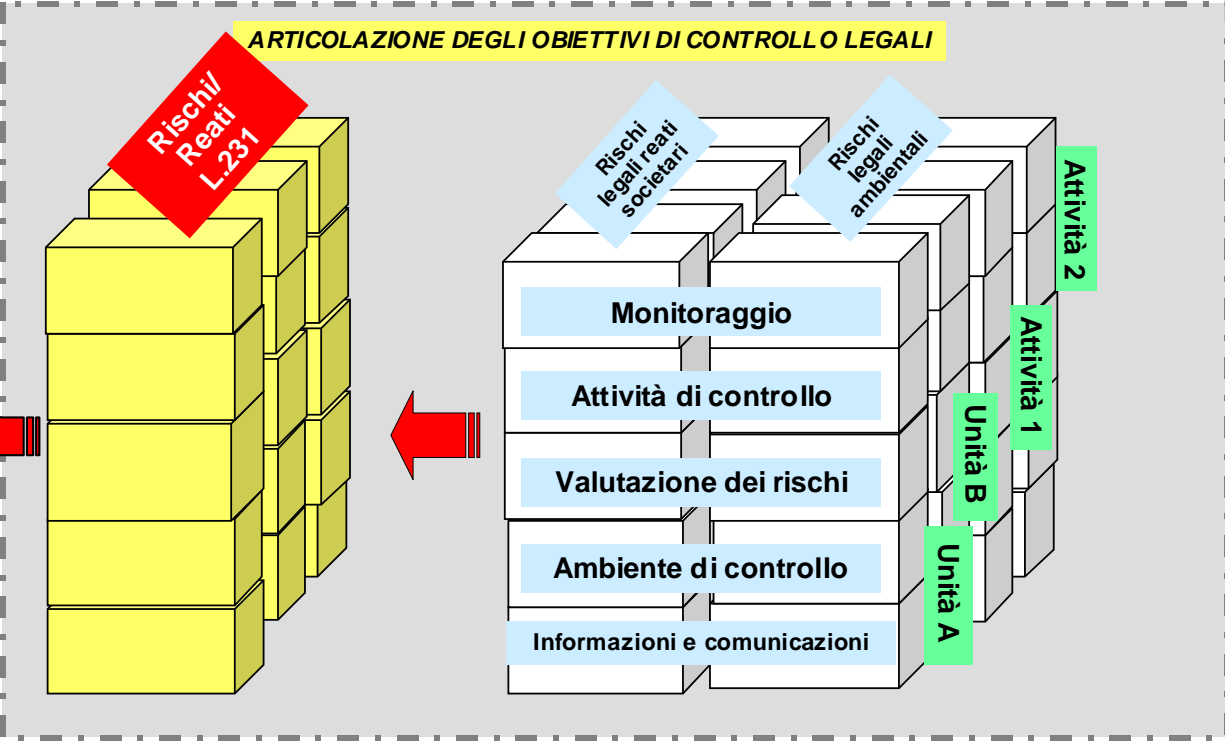 ARTICOLAZIONE DEGLI OBIETTIVI DI CONTROLLO LEGALI
Rischi/
Reati
L.231
Rischi
legali reati
societari
Rischi
legali
ambientali
Attività 2
Attività 1
Unità B
Unità A
Monitoraggio
Attività di controllo
Valutazione dei rischi
Ambiente di controllo
Informazioni e comunicazioni